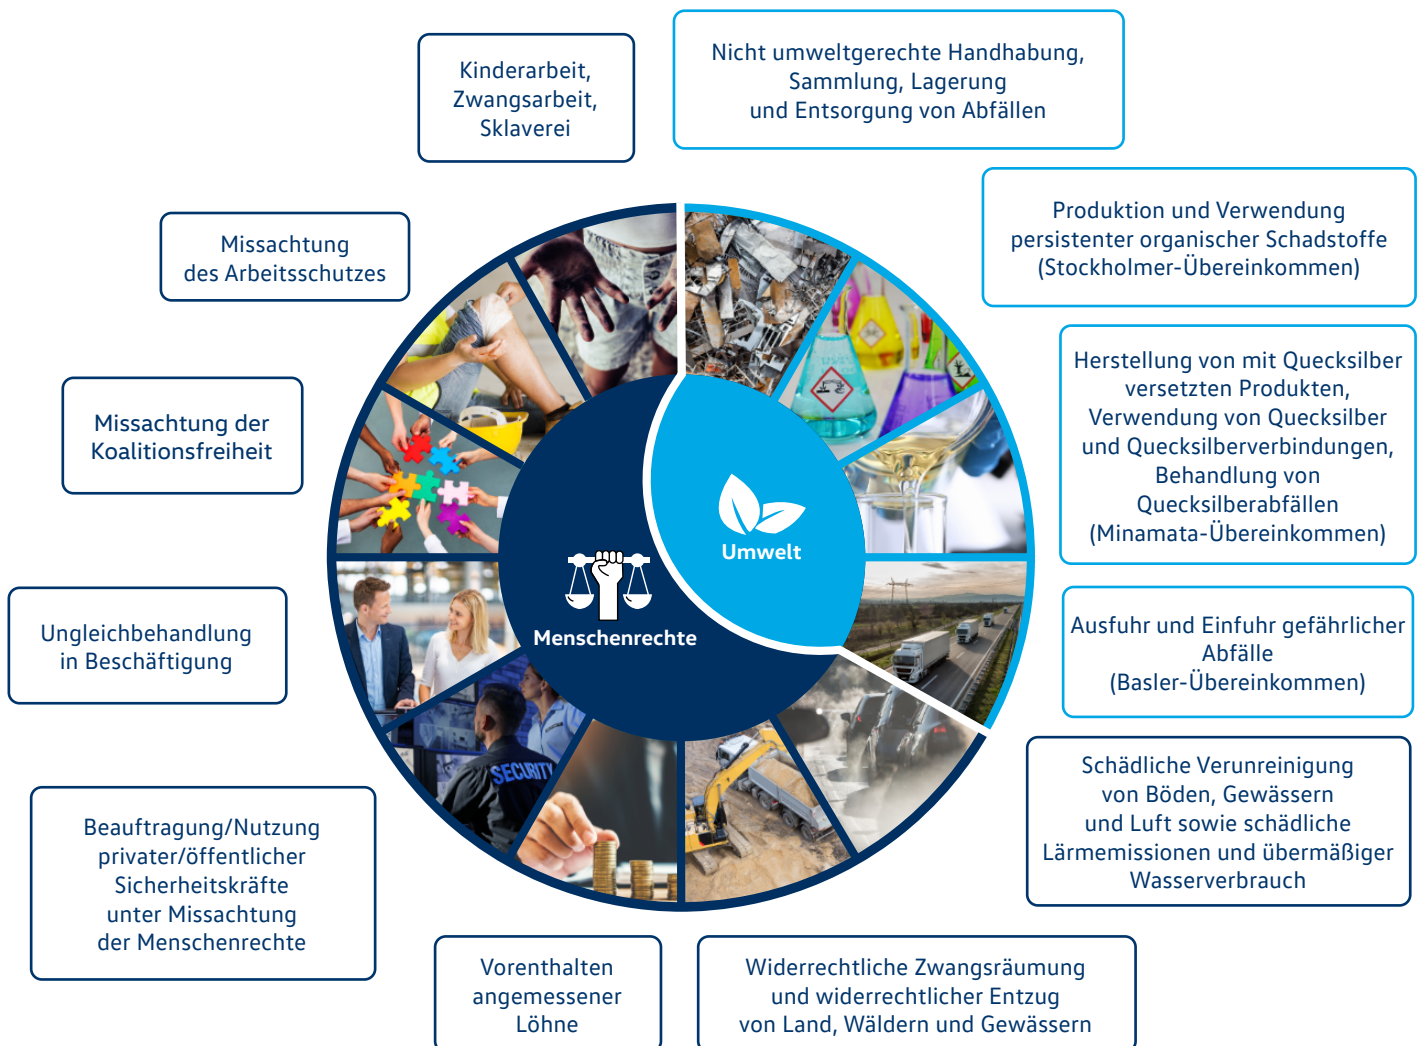 Kinderarbeit,
Zwangsarbeit,
Sklaverei
Nicht umweltgerechte Handhabung,
Sammlung, Lagerung
und Entsorgung von Abfällen
Produktion und Verwendung
persistenter organischer Schadstoffe
(Stockholmer-Übereinkommen)
Herstellung von mit Quecksilber
versetzten Produkten,
Verwendung von Quecksilber
und Quecksilberverbindungen,
Behandlung von
Quecksilberabfällen
(Minamata-Übereinkommen)
Ausfuhr und Einfuhr gefährlicher
Abfälle
(Basler-Übereinkommen)
Schädliche Verunreinigung
von Böden, Gewässern
und Luft sowie schädliche
Lärmemissionen und übermäßiger
Wasserverbrauch
Widerrechtliche Zwangsräumung
und widerrechtlicher Entzug
von Land, Wäldern und Gewässern
Vorenthalten
angemessener
Löhne
Beauftragung/Nutzung
privater/öffentlicher
Sicherheitskräfte
unter Missachtung
der Menschenrechte
Ungleichbehandlung
in Beschäftigung
Missachtung der
Koalitionsfreiheit
Missachtung
des Arbeitsschutzes
Umwelt
Menschenrechte
SECURITY